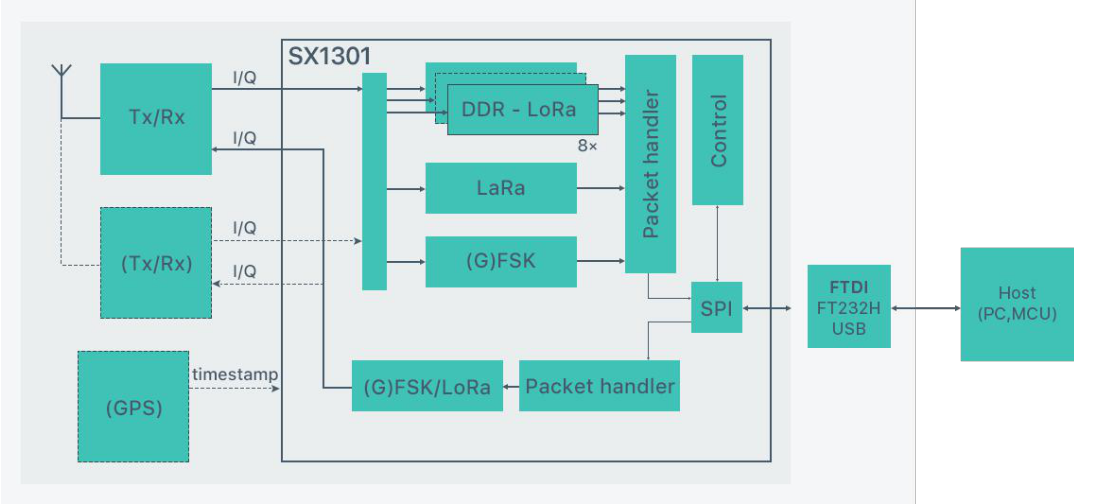 SX1301
I/Q
Tx/Rx
I/Q
DDR - LoRa
8×
LaRa
(G)FSK
Packet handler
Control
I/Q
(Tx/Rx)
I/Q
SPI
FTDI
FT232H
USB
Host
(PC,MCU)
timestamp
(GPS)
(G)FSK/LoRa
Packet handler